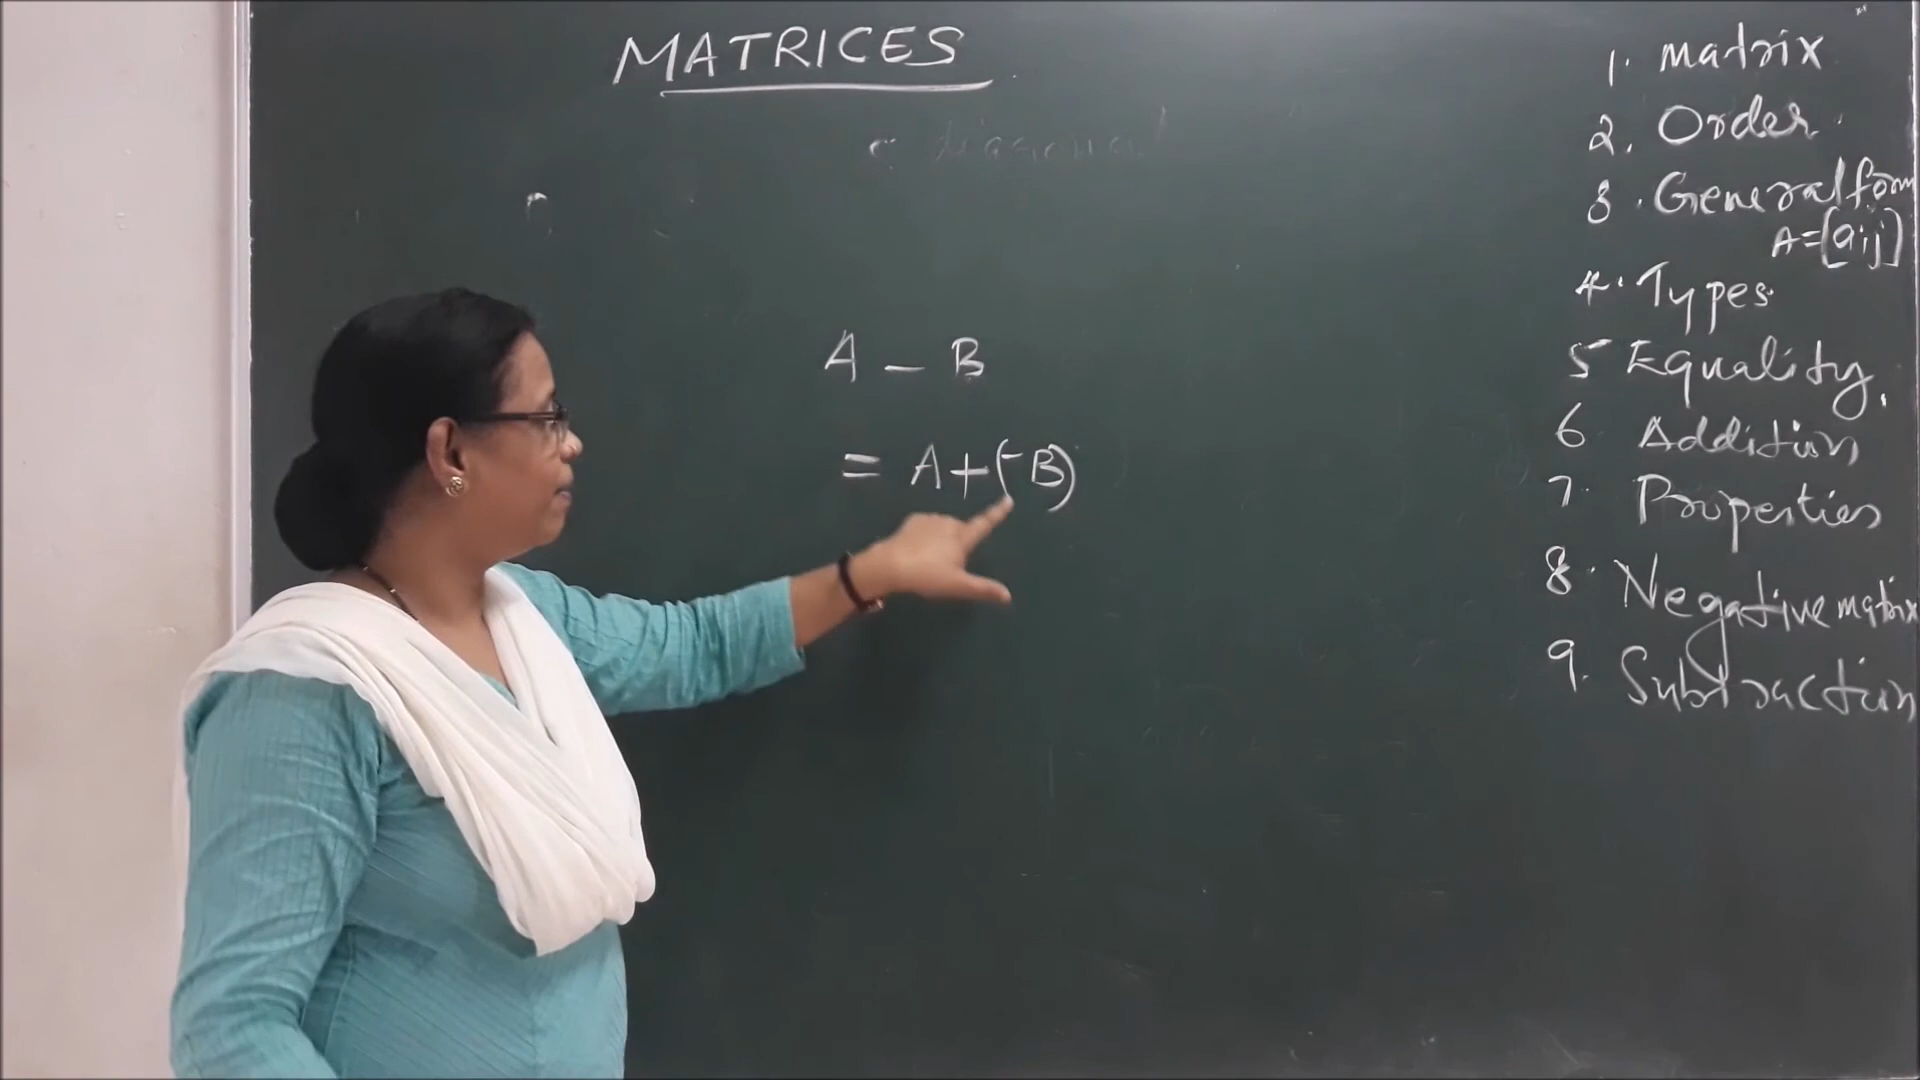 MATRICES
diagonal
A - B
= A+(-B)
1. Matrix
2. Order.
3. General form
A=[aij]
4. Types.
5 Equality.
6 Addition
7. Properties
8. Negative matrix
9. Subtraction